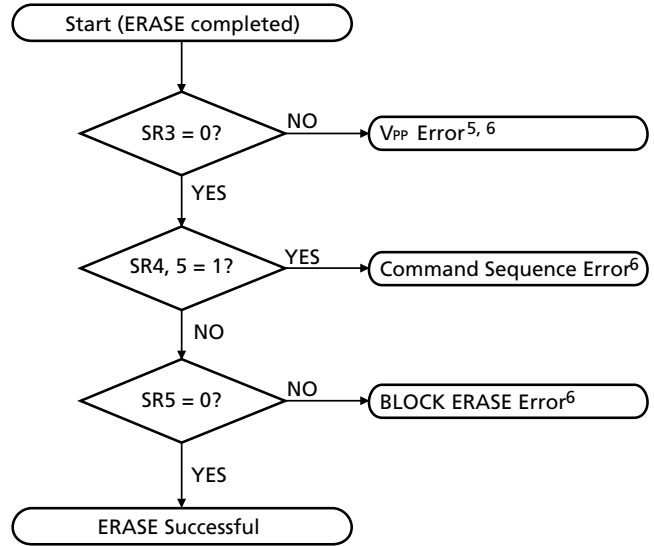 Start (ERASE completed)
SR3 = 0?
NO
VPP Error5, 6
YES
SR4, 5 = 1?
YES
Command Sequence Error6
NO
SR5 = 0?
NO
BLOCK ERASE Error6
YES
ERASE Successful